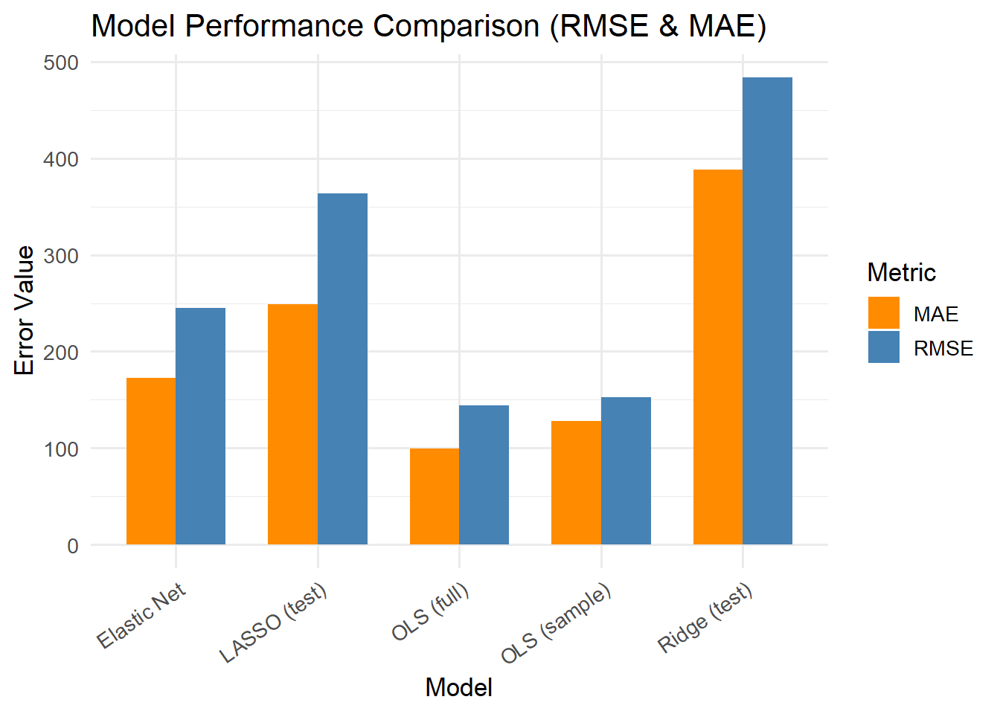 Model Performance Comparison (RMSE & MAE)
Error Value
500
400
300
200
100
0
Elastic Net
LASSO (test)
OLS (full)
OLS (sample)
Ridge (test)
Model
Metric
MAE
RMSE